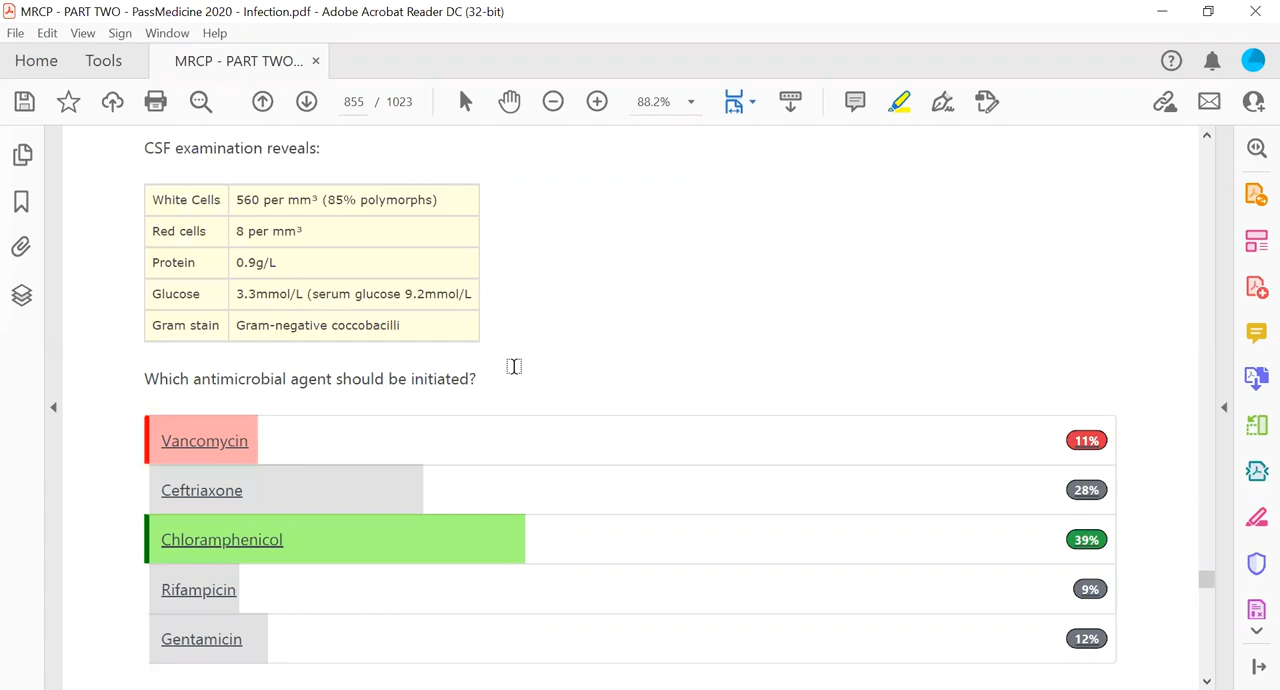 MRCP - PART TWO - PassMedicine 2020 - Infection.pdf - Adobe Acrobat Reader DC (32-bit)
File Edit View Sign Window Help
Home Tools MRCP - PART TWO... ×
855 / 1023 88.2%
CSF examination reveals:
White Cells 560 per mm³ (85% polymorphs)
Red cells 8 per mm³
Protein 0.9g/L
Glucose 3.3mmol/L (serum glucose 9.2mmol/L
Gram stain Gram-negative coccobacilli
Which antimicrobial agent should be initiated?
Vancomycin 11%
Ceftriaxone 28%
Chloramphenicol 39%
Rifampicin 9%
Gentamicin 12%